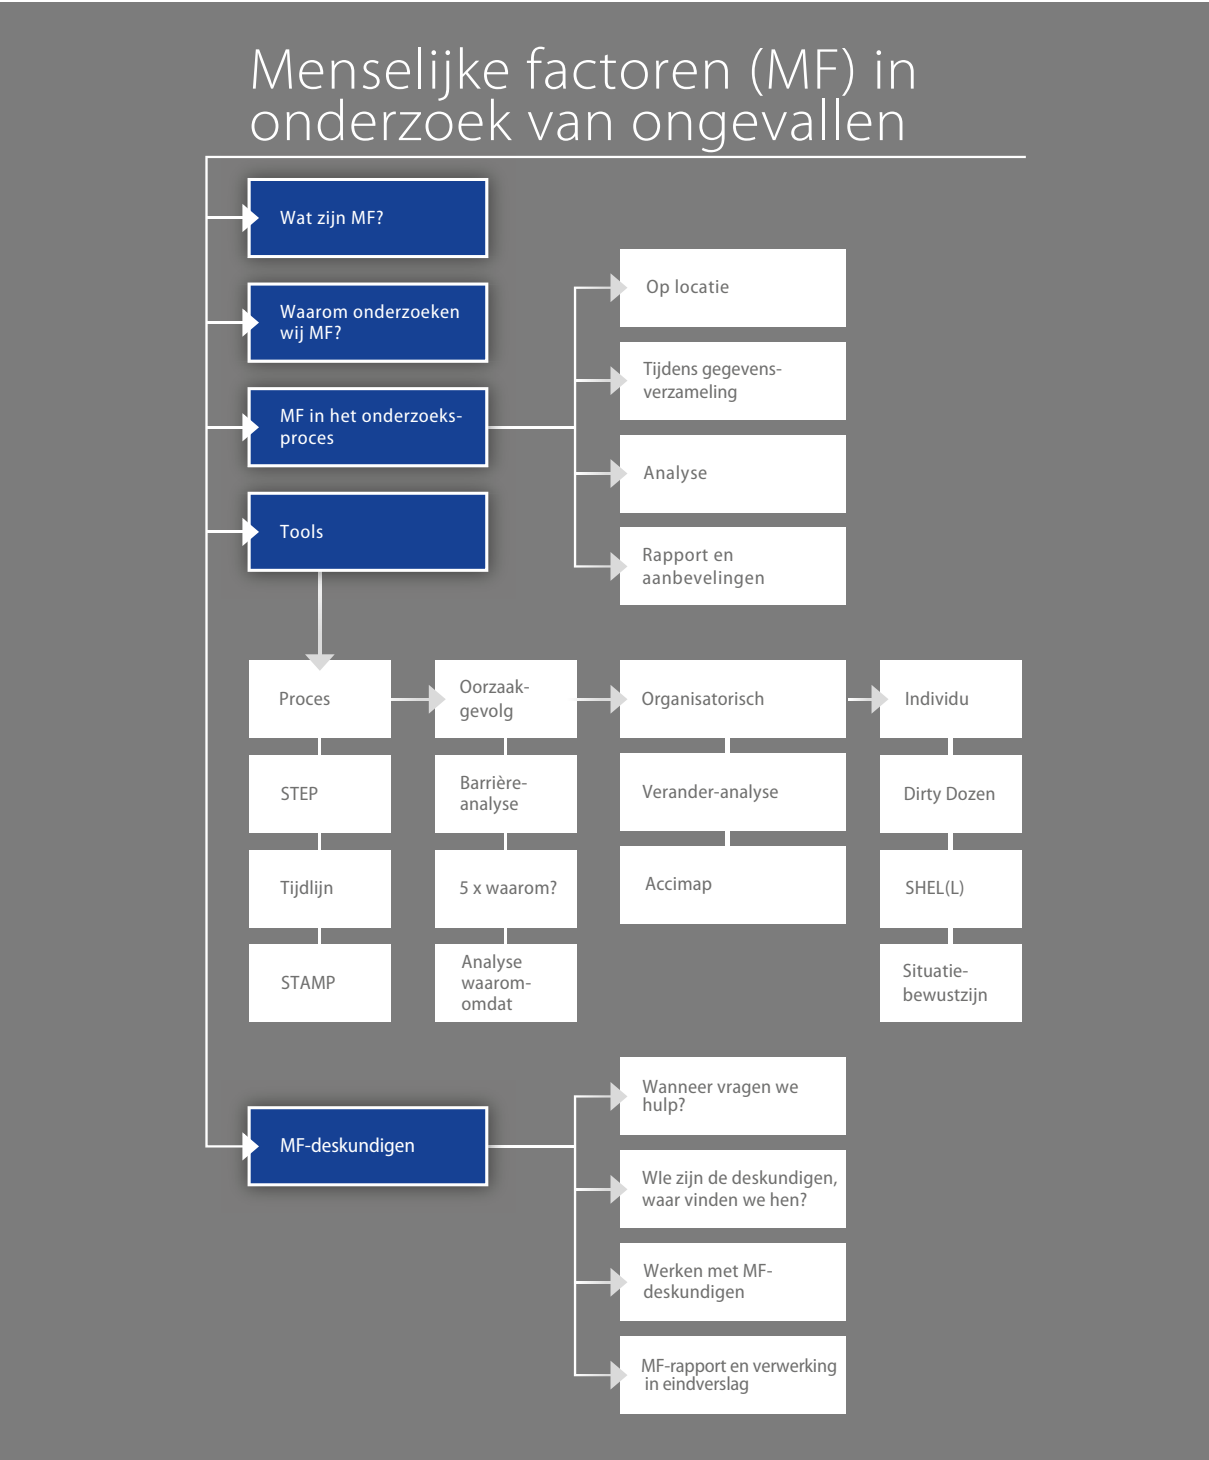 Menselijke factoren (MF) in
onderzoek van ongevallen
Wat zijn MF?
Waarom onderzoeken
wij MF?
MF in het onderzoeks-
proces
Op locatie
Tijdens gegevens-
verzameling
Analyse
Rapport en
aanbevelingen
Tools
Proces
STEP
Tijdlijn
STAMP
Oorzaak-
gevolg
Barrière-
analyse
5 x waarom?
Analyse
waarom-
omdat
Organisatorisch
Verander-analyse
Accimap
Individu
Dirty Dozen
SHEL(L)
Situatie-
bewustzijn
MF-deskundigen
Wanneer vragen we
hulp?
WIe zijn de deskundigen,
waar vinden we hen?
Werken met MF-
deskundigen
MF-rapport en verwerking
in eindverslag